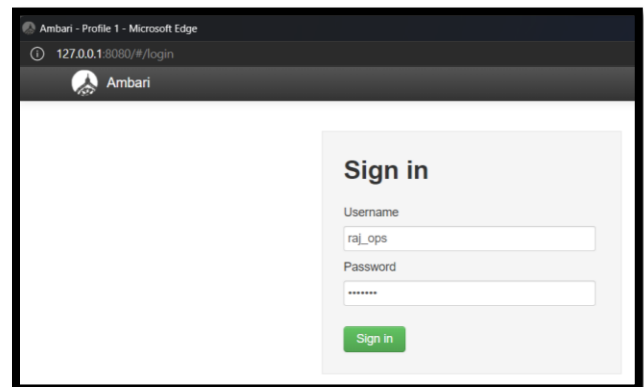 Ambari - Profile 1 - Microsoft Edge
127.0.0.1:8080/#/login
Ambari
Sign in
Username
raj_ops
Password
•••••••
Sign in